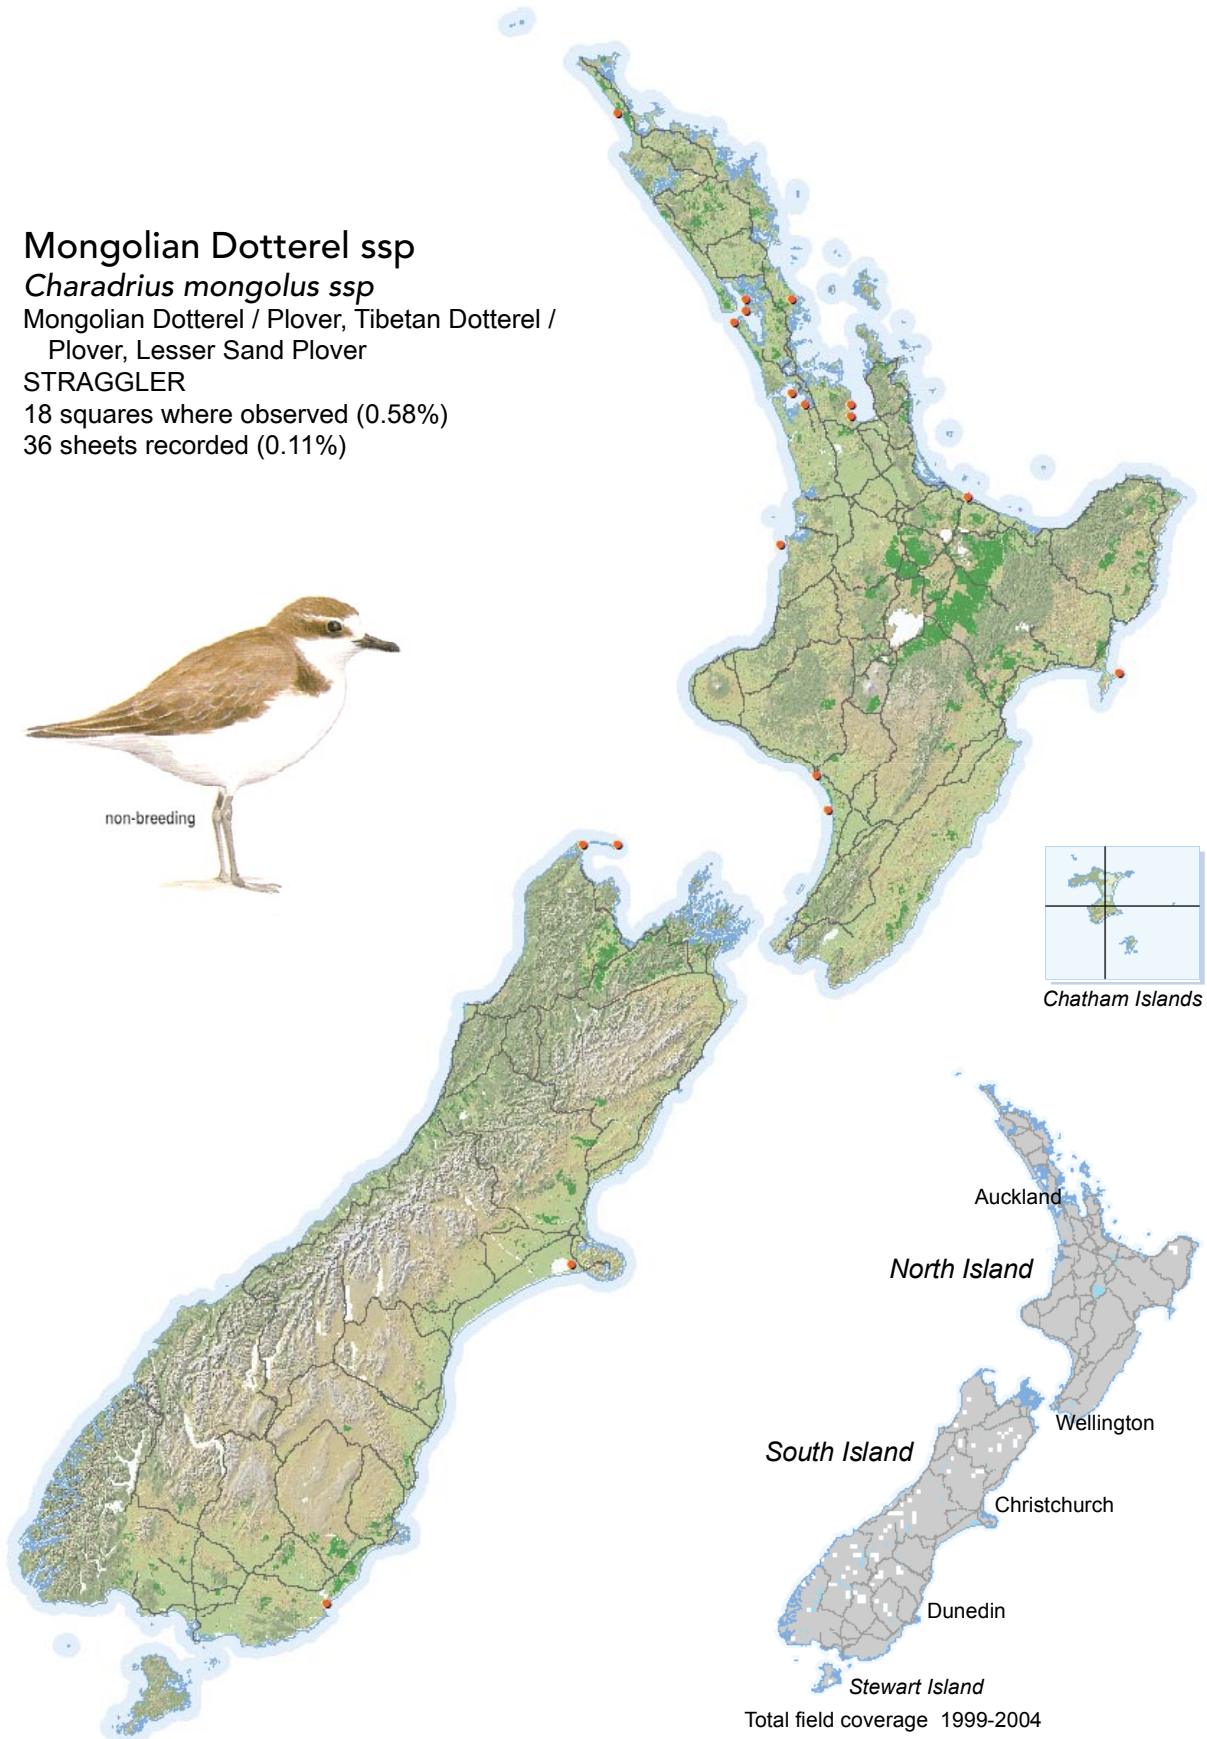 Mongolian Dotterel ssp
Charadrius mongolus ssp
Mongolian Dotterel / Plover, Tibetan Dotterel /
Plover, Lesser Sand Plover
STRAGGLER
18 squares where observed (0.58%)
36 sheets recorded (0.11%)
non-breeding
Chatham Islands
Auckland
North Island
Wellington
South Island
Christchurch
Dunedin
Stewart Island
Total field coverage 1999-2004